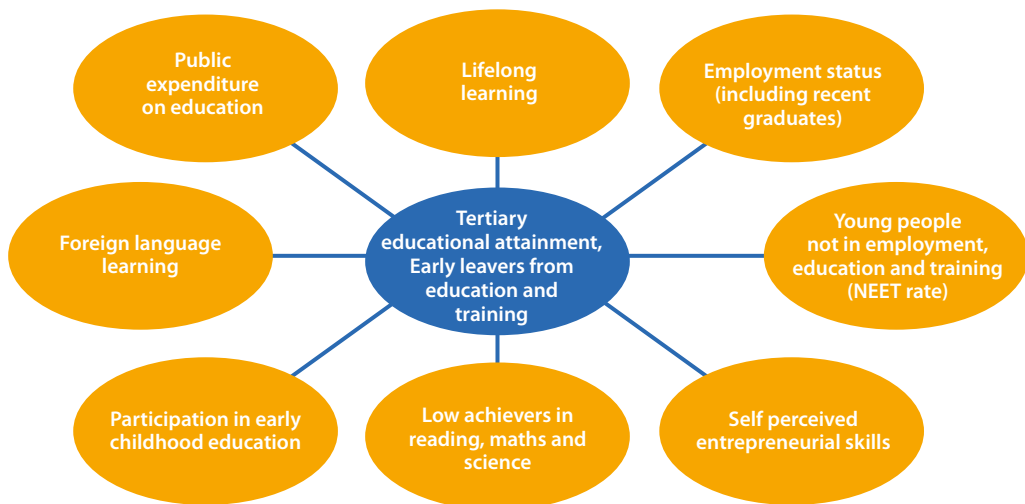 Public
expenditure
on education
Lifelong
learning
Employment status
(including recent
graduates)
Foreign language
learning
Tertiary
educational attainment,
Early leavers from
education and
training
Young people
not in employment,
education and training
(NEET rate)
Participation in early
childhood education
Low achievers in
reading, maths and
science
Self perceived
entrepreneurial skills